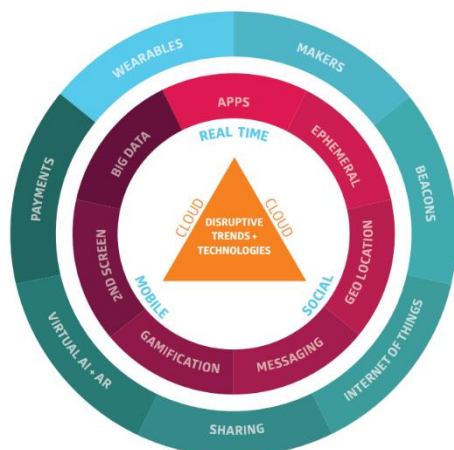 WEARABLES
MAKERS
BEACONS
INTERNET OF THINGS
SHARING
VIRTUAL AI + AR
PAYMENTS
APPS
EPHEMERAL
GEO LOCATION
MESSAGING
GAMIFICATION
2ND SCREEN
BIG DATA
REAL TIME
SOCIAL
MOBILE
CLOUD
CLOUD
DISRUPTIVE
TRENDS +
TECHNOLOGIES